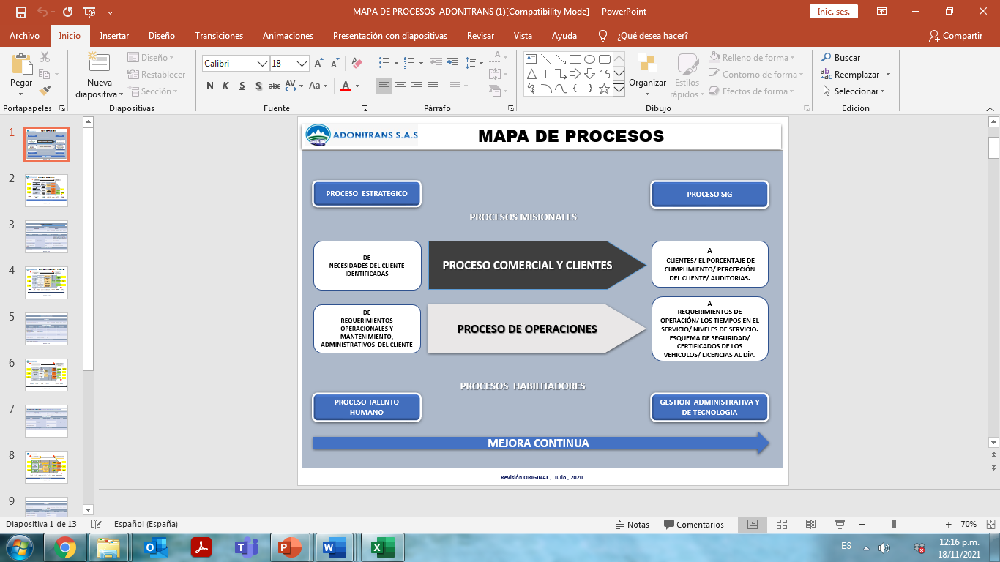 MAPA DE PROCESOS  ADONITRANS (1)[Compatibility Mode]  -  PowerPoint
Inic. ses.
Archivo
Inicio
Insertar
Diseño
Transiciones
Animaciones
Presentación con diapositivas
Revisar
Vista
Ayuda
¿Qué desea hacer?
Compartir
Pegar
Portapapeles
Nueva
diapositiva
Diseño
Restablecer
Sección
Diapositivas
Calibri
18
N K S S abc AV Aa A
Fuente
Párrafo
Organizar
Estilos
rápidos
Relleno de forma
Contorno de forma
Efectos de forma
Dibujo
Buscar
Reemplazar
Seleccionar
Edición
1
2
3
4
5
6
7
8
9
ADONITRANS S.A.S
MAPA DE PROCESOS
PROCESO  ESTRATEGICO
PROCESO SIG
PROCESOS MISIONALES
DE
NECESIDADES DEL CLIENTE
IDENTIFICADAS
PROCESO COMERCIAL Y CLIENTES
A
CLIENTES/ EL PORCENTAJE DE
CUMPLIMIENTO/ PERCEPCIÓN
DEL CLIENTE/ AUDITORIAS.
DE
REQUERIMIENTOS
OPERACIONALES Y
MANTENIMIENTO,
ADMINISTRATIVOS  DEL CLIENTE
PROCESO DE OPERACIONES
A
REQUERIMIENTOS DE
OPERACIÓN/ LOS TIEMPOS EN EL
SERVICIO/ NIVELES DE SERVICIO.
ESQUEMA DE SEGURIDAD/
CERTIFICADOS DE LOS
VEHICULOS/ LICENCIAS AL DÍA.
PROCESOS  HABILITADORES
PROCESO TALENTO
HUMANO
GESTION  ADMINISTRATIVA Y
DE TECNOLOGIA
MEJORA CONTINUA
Revisión ORIGINAL ,  Julio , 2020
Diapositiva 1 de 13
Español (España)
Notas
Comentarios
70%
ES
12:16 p.m.
18/11/2021